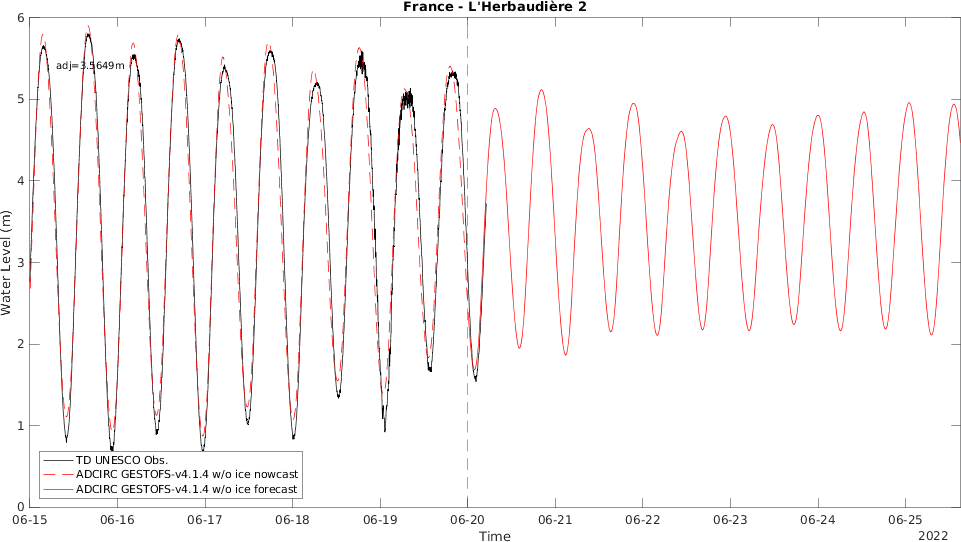 France - L'Herbaudière 2
6
5
4
3
2
1
0
Water Level (m)
adj=3.5649m
TD UNESCO Obs.
ADCIRC GESTOFS-v4.1.4 w/o ice nowcast
ADCIRC GESTOFS-v4.1.4 w/o ice forecast
06-15 06-16 06-17 06-18 06-19 06-20 06-21 06-22 06-23 06-24 06-25
Time
2022